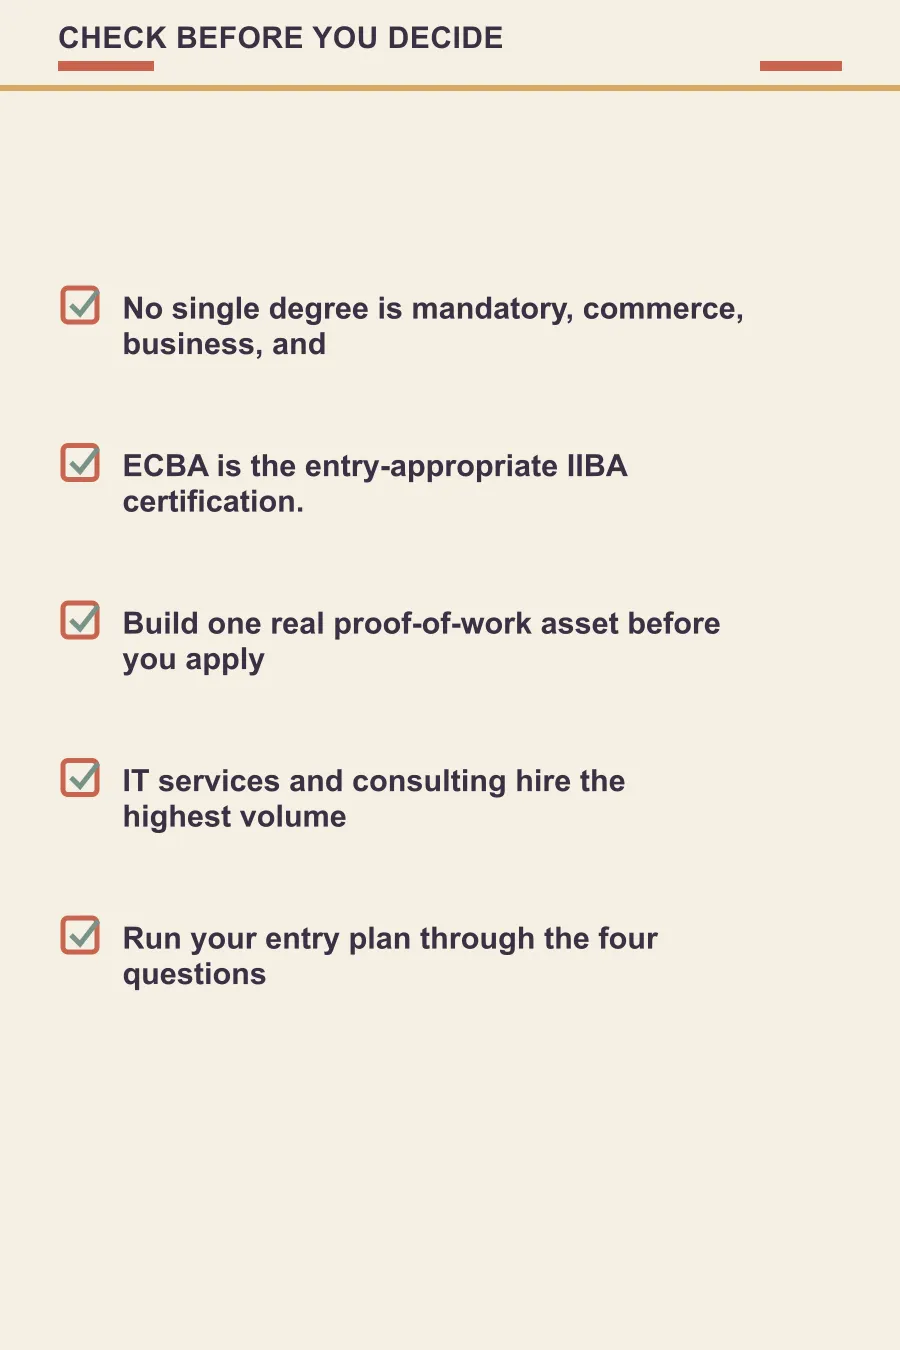 CHECK BEFORE YOU DECIDE
No single degree is mandatory, commerce,
business, and
ECBA is the entry-appropriate IIBA
certification.
Build one real proof-of-work asset before
you apply
IT services and consulting hire the
highest volume
Run your entry plan through the four
questions